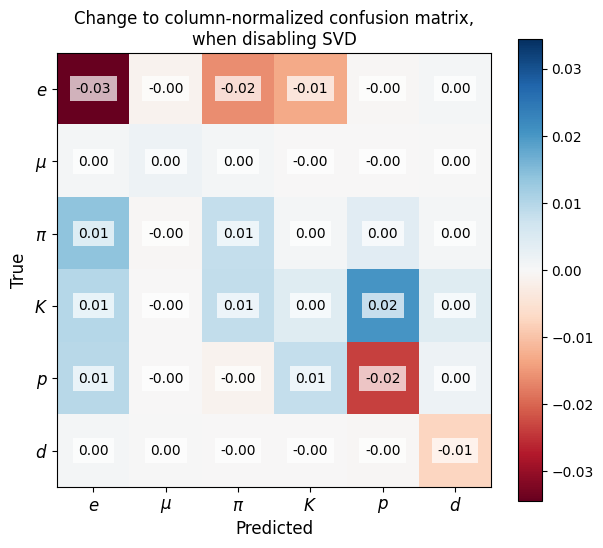 Change to column-normalized confusion matrix,
when disabling SVD
e -0.03 -0.00 -0.02 -0.01 -0.00 0.00
μ 0.00 0.00 0.00 -0.00 -0.00 0.00
π 0.01 -0.00 0.01 0.00 0.00 0.00
K 0.01 -0.00 0.01 0.00 0.02 0.00
p 0.01 -0.00 -0.00 0.01 -0.02 0.00
d 0.00 0.00 -0.00 -0.00 -0.00 -0.01
e μ π K p d
Predicted
True
0.03
0.02
0.01
0.00
−0.01
−0.02
−0.03